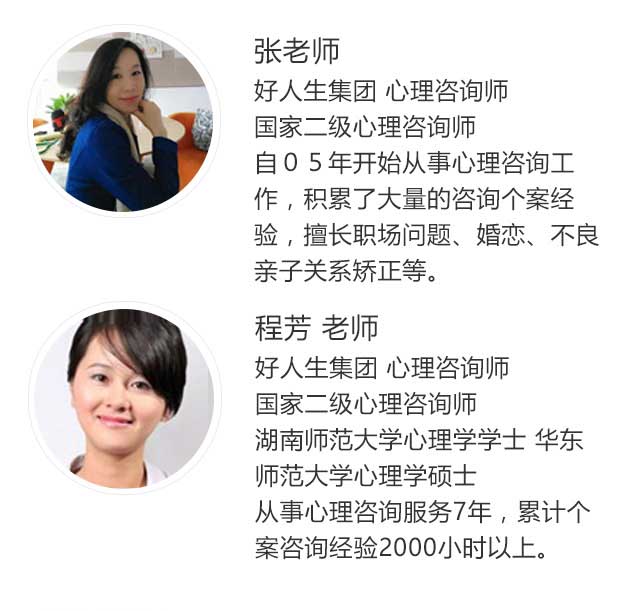 张老师
好人生集团 心理咨询师
国家二级心理咨询师
自０５年开始从事心理咨询工
作，积累了大量的咨询个案经
验，擅长职场问题、婚恋、不良
亲子关系矫正等。
程芳 老师
好人生集团 心理咨询师
国家二级心理咨询师
湖南师范大学心理学学士 华东
师范大学心理学硕士
从事心理咨询服务7年，累计个
案咨询经验2000小时以上。